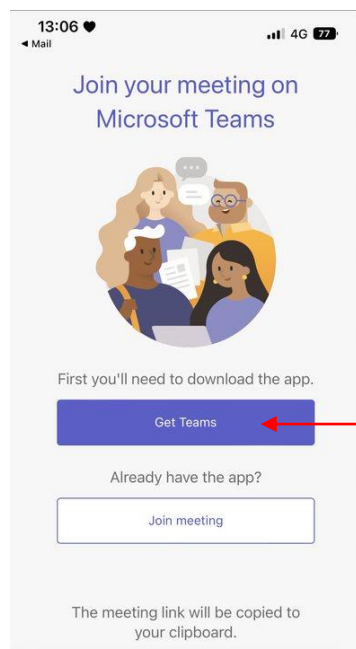 13:06
4G 77
Mail
Join your meeting on
Microsoft Teams
First you'll need to download the app.
Get Teams
Already have the app?
Join meeting
The meeting link will be copied to
your clipboard.